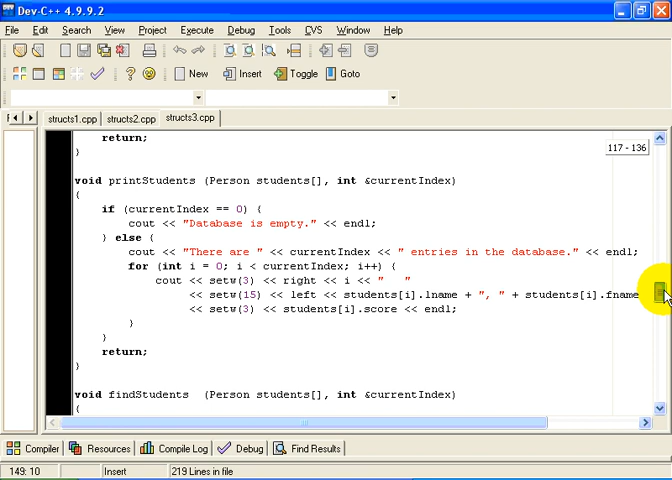 Dev-C++ 4.9.9.2
File Edit Search View Project Execute Debug Tools CVS Window Help
New Insert Toggle Goto
structs1.cpp structs2.cpp structs3.cpp
return;
}
117 - 136
void printStudents (Person students[], int &currentIndex)
{
if (currentIndex == 0) {
cout << "Database is empty." << endl;
} else {
cout << "There are " << currentIndex << " entries in the database." << endl;
for (int i = 0; i < currentIndex; i++) {
cout << setw(3) << right << i << "   "
<< setw(15) << left << students[i].lname + ", " + students[i].fname
<< setw(3) << students[i].score << endl;
}
}
return;
}
void findStudents  (Person students[], int &currentIndex)
{
Compiler Resources Compile Log Debug Find Results
149: 10 Insert 219 Lines in file